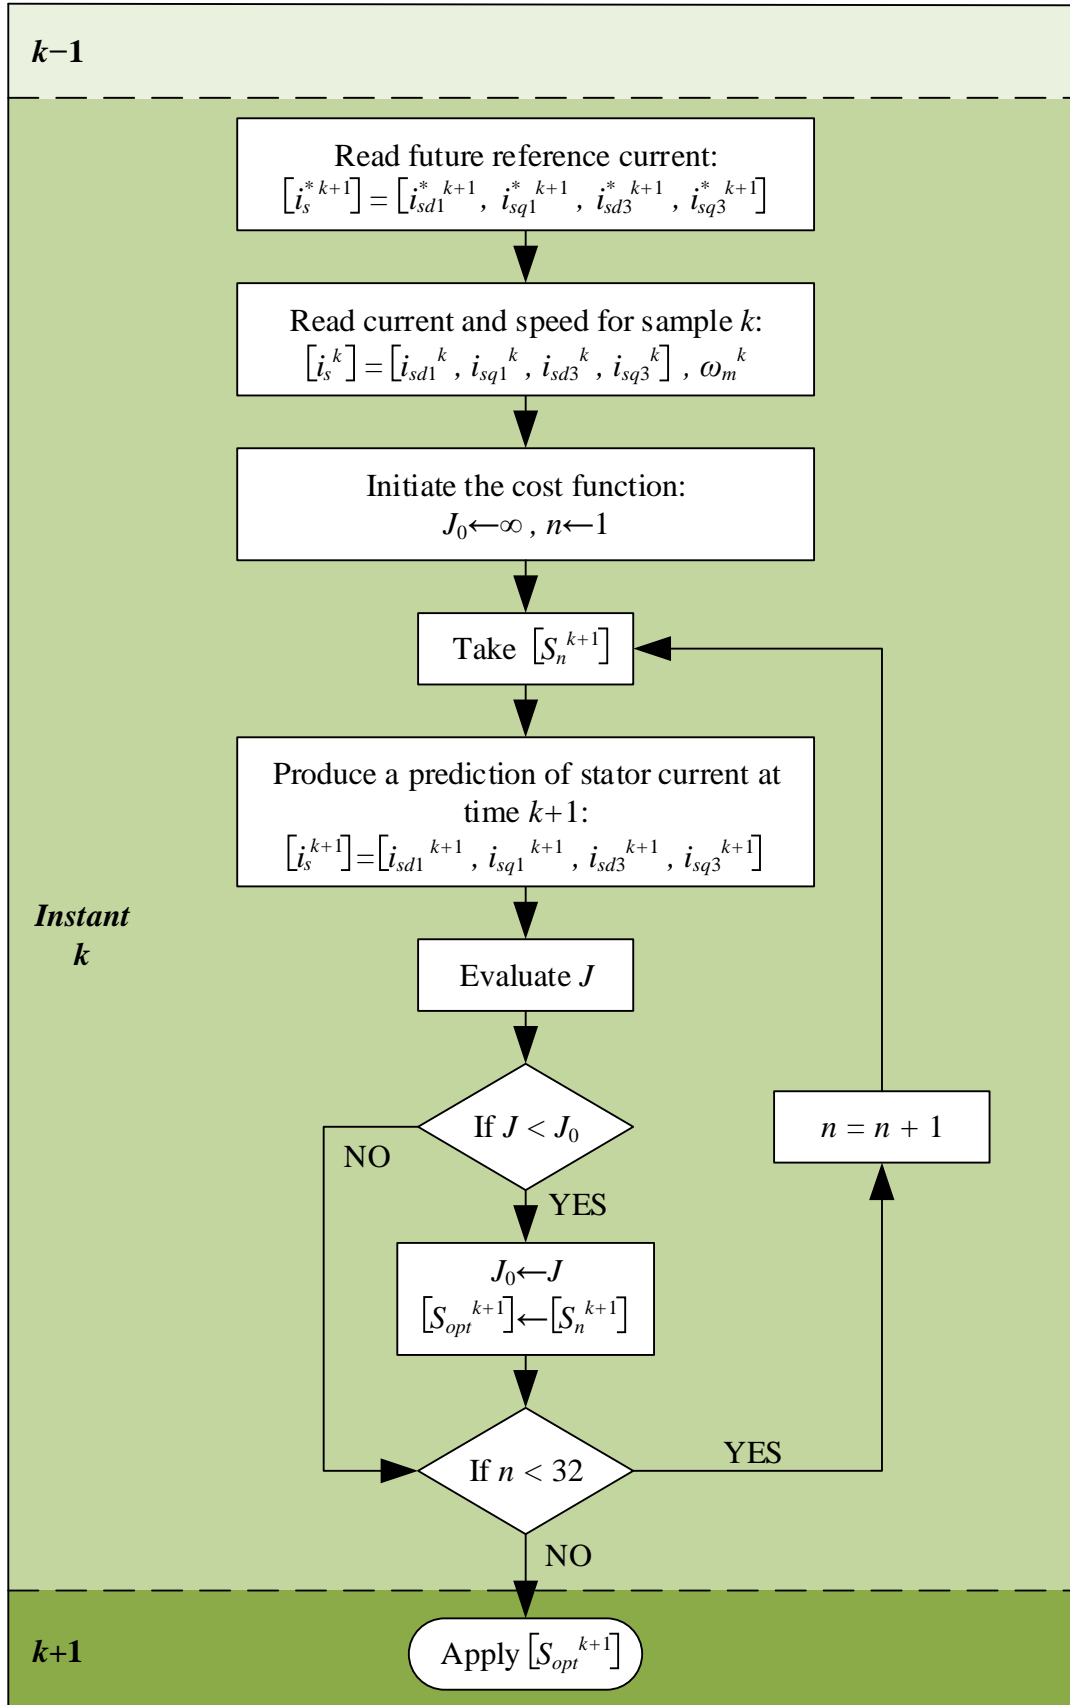 k−1
Read future reference current:
[i_s^{* k+1}] = [i_{sd1}^{* k+1} , i_{sq1}^{* k+1} , i_{sd3}^{* k+1} , i_{sq3}^{* k+1}]
Read current and speed for sample k:
[i_s^k] = [i_{sd1}^k , i_{sq1}^k , i_{sd3}^k , i_{sq3}^k] , ω_m^k
Initiate the cost function:
J_0←∞ , n←1
Take [S_n^{k+1}]
Produce a prediction of stator current at
time k+1:
[i_s^{k+1}]=[i_{sd1}^{k+1} , i_{sq1}^{k+1} , i_{sd3}^{k+1} , i_{sq3}^{k+1}]
Instant
k
Evaluate J
If J < J_0
n = n + 1
NO
YES
J_0←J
[S_{opt}^{k+1}]←[S_n^{k+1}]
If n < 32
YES
NO
k+1
Apply [S_{opt}^{k+1}]